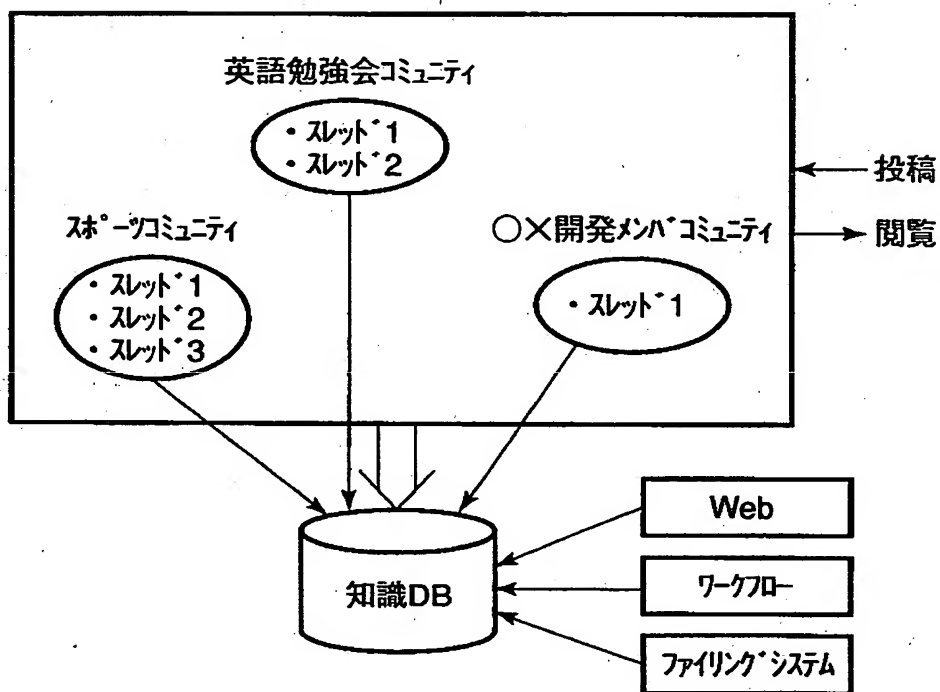 英語勉強会コミュニティ
・スレッド1
・スレッド2
投稿
閲覧
スポーツコミュニティ
・スレッド1
・スレッド2
・スレッド3
○×開発メンバコミュニティ
・スレッド1
知識DB
Web
ワークフロー
ファイリングシステム